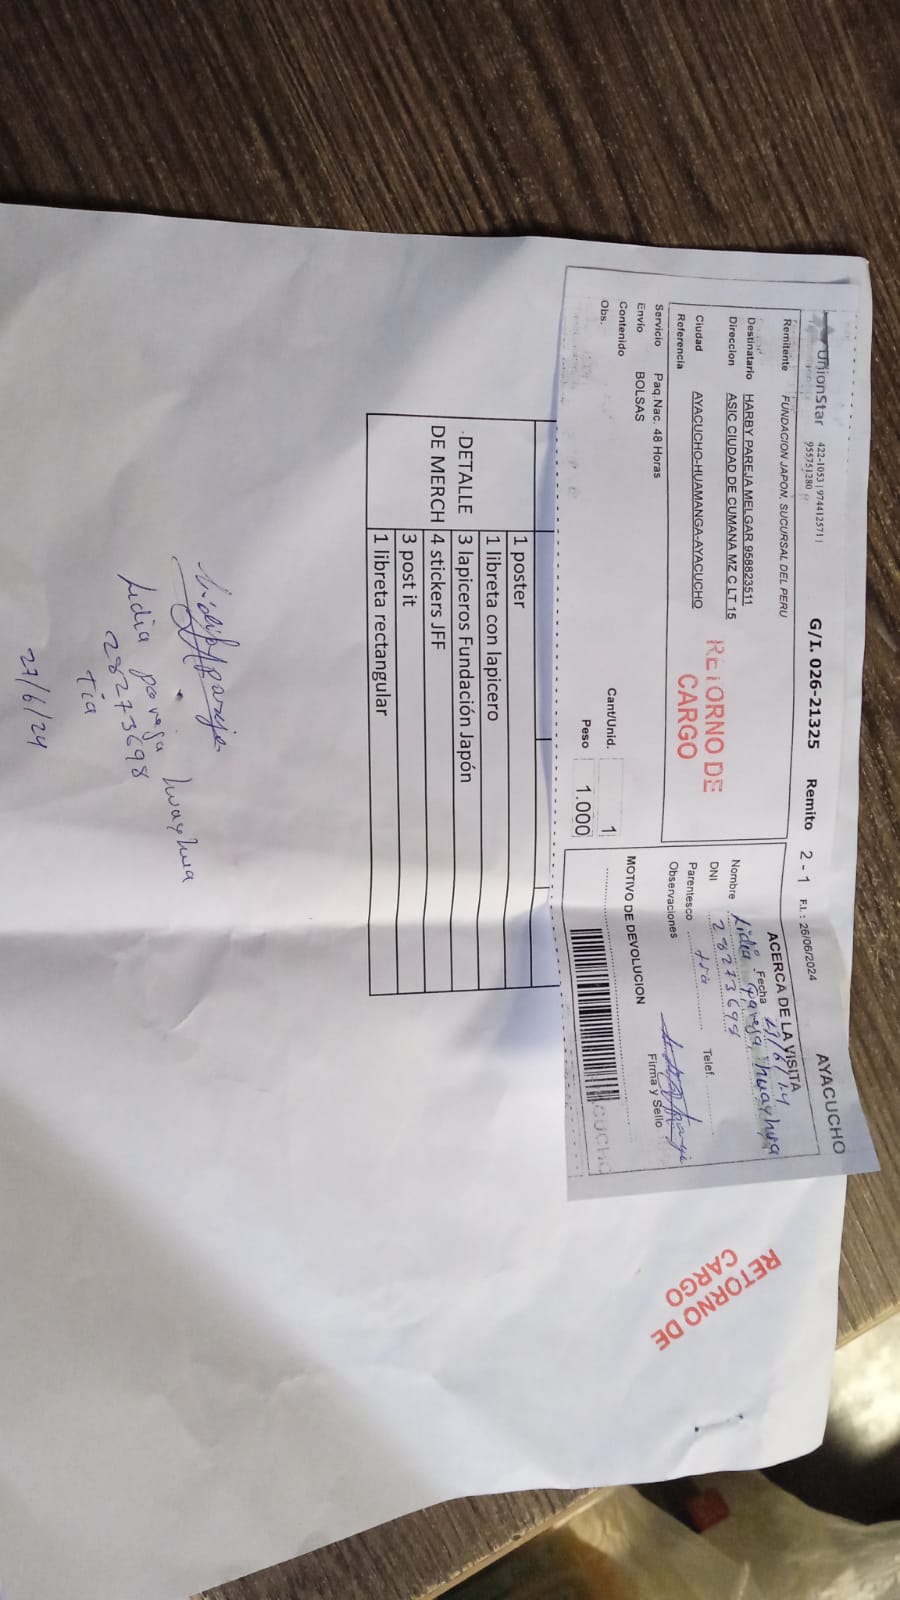 UnionStar 422-1053 | 974412571 |
955751280
G/I. 026-21325 Remito 2 - 1 F.I.: 26/06/2024 AYACUCHO
Remitente FUNDACION JAPON, SUCURSAL DEL PERU
Destinatario HARBY PAREJA MELGAR 958823511
Direccion ASIC CIUDAD DE CUMANA MZ C LT 15
Ciudad AYACUCHO-HUAMANGA-AYACUCHO
Referencia
RETORNO DE
CARGO
Servicio Paq.Nac. 48 Horas
Envio BOLSAS
Contenido
Obs.
Cant/Unid. 1
Peso 1.000
ACERCA DE LA VISITA
Fecha 27/6/24
Nombre Lidia pareja huayhua
DNI 28273698 Telef.
Parentesco tía
Observaciones
Firma y Sello
MOTIVO DE DEVOLUCION
RETORNO DE
CARGO
DETALLE
DE MERCH
1 poster
1 libreta con lapicero
3 lapiceros Fundación Japón
4 stickers JFF
3 post it
1 libreta rectangular
Lidia pareja huayhua
28273698
tía
27/6/24